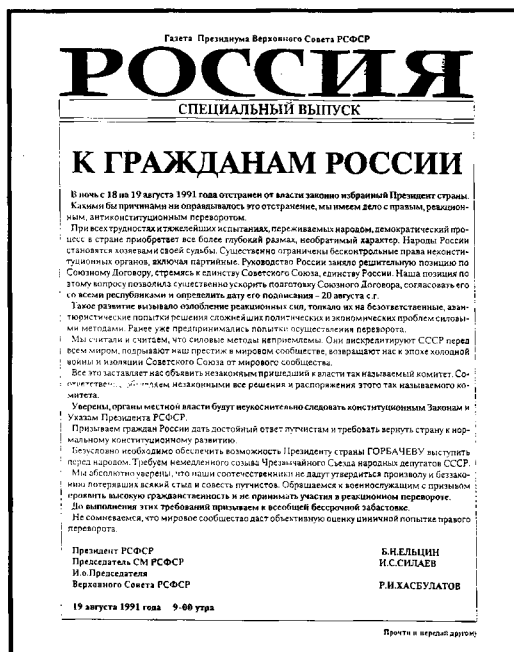 Газета Президиума Верховного Совета РСФСР
РОССИЯ
СПЕЦИАЛЬНЫЙ ВЫПУСК
К ГРАЖДАНАМ РОССИИ
В ночь с 18 на 19 августа 1991 года отстранен от власти законно избранный Президент страны.
Какими бы причинами ни оправдывалось это отстранение, мы имеем дело с правым, реакцион-
ным, антиконституционным переворотом.
При всех трудностях и тяжелейших испытаниях, переживаемых народом, демократический про-
цесс в стране приобретает все более глубокий размах, необратимый характер. Народы России
становятся хозяевами своей судьбы. Существенно ограничены бесконтрольные права неконсти-
туционных органов, включая партийные. Руководство России заняло решительную позицию по
Союзному Договору, стремясь к единству Советского Союза, единству России. Наша позиция по
этому вопросу позволила существенно ускорить подготовку Союзного Договора, согласовать его
со всеми республиками и определить дату его подписания – 20 августа с.г.
Такое развитие вызывало озлобление реакционных сил, толкало их на безответственные, аван-
тюристические попытки решения сложнейших политических и экономических проблем силовы-
ми методами. Ранее уже предпринимались попытки осуществления переворота.
Мы считали и считаем, что силовые методы неприемлемы. Они дискредитируют СССР перед
всем миром, подрывают наш престиж в мировом сообществе, возвращают нас к эпохе холодной
войны и изоляции Советского Союза от мирового сообщества.
Все это заставляет нас объявить незаконным пришедший к власти так называемый комитет. Со-
ответственно объявляем незаконными все решения и распоряжения этого так называемого ко-
митета.
Уверены, органы местной власти будут неукоснительно следовать конституционным Законам и
Указам Президента РСФСР.
Призываем граждан России дать достойный ответ путчистам и требовать вернуть страну к нор-
мальному конституционному развитию.
Безусловно необходимо обеспечить возможность Президенту страны ГОРБАЧЕВУ выступить
перед народом. Требуем немедленного созыва Чрезвычайного Съезда народных депутатов СССР.
Мы абсолютно уверены, что наши соотечественники не дадут утвердиться произволу и беззако-
нию потерявших всякий стыд и совесть путчистов. Обращаемся к военнослужащим с призывом
проявить высокую гражданственность и не принимать участия в реакционном перевороте.
До выполнения этих требований призываем к всеобщей бессрочной забастовке.
Не сомневаемся, что мировое сообщество даст объективную оценку циничной попытке правого
переворота.
Президент РСФСР Б.Н.ЕЛЬЦИН
Председатель СМ РСФСР И.С.СИЛАЕВ
И.о.Председателя
Верховного Совета РСФСР Р.И.ХАСБУЛАТОВ
19 августа 1991 года 9-00 утра
Прочти и передай другому